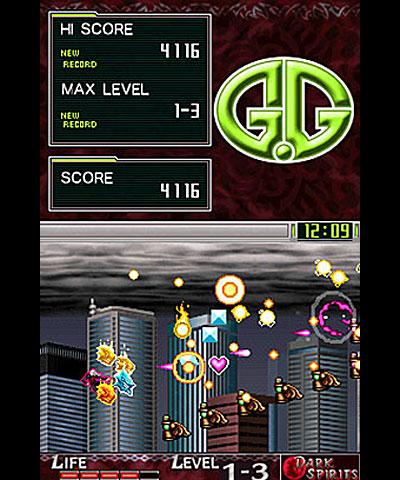 HI SCORE
NEW RECORD
4116
MAX LEVEL
NEW RECORD
1-3
G.G
SCORE
4116
12:09
LIFE
LEVEL 1-3
DARK SPIRITS